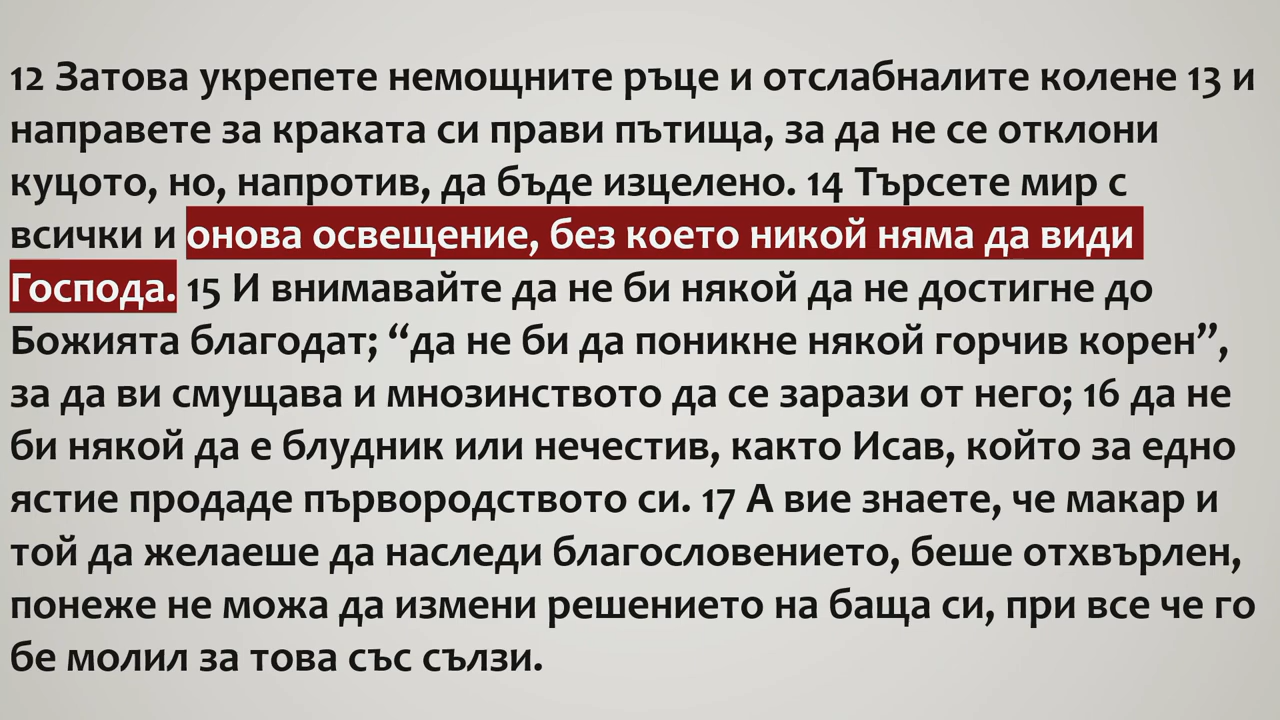 12 Затова укрепете немощните ръце и отслабналите колене 13 и
направете за краката си прави пътища, за да не се отклони
куцото, но, напротив, да бъде изцелено. 14 Търсете мир с
всички и онова освещение, без което никой няма да види
Господа. 15 И внимавайте да не би някой да не достигне до
Божията благодат; “да не би да поникне някой горчив корен”,
за да ви смущава и мнозинството да се зарази от него; 16 да не
би някой да е блудник или нечестив, както Исав, който за едно
ястие продаде първородството си. 17 А вие знаете, че макар и
той да желаеше да наследи благословението, беше отхвърлен,
понеже не можа да измени решението на баща си, при все че го
бе молил за това със сълзи.